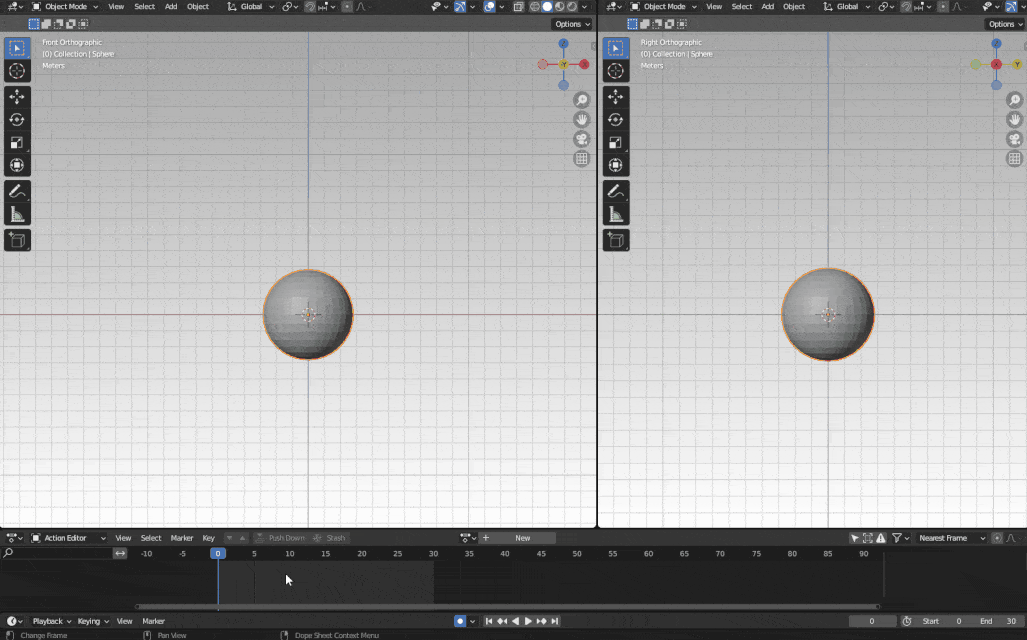 Object Mode View Select Add Object Global
Object Mode View Select Add Object Global
Options
Options
Front Orthographic
(0) Collection | Sphere
Meters
Right Orthographic
(0) Collection | Sphere
Meters
Z
Y
X
Z
X
Y
Action Editor View Select Marker Key Push Down Stash New Nearest Frame
-10 -5 0 5 10 15 20 25 30 35 40 45 50 55 60 65 70 75 80 85 90
Playback Keying View Marker 0 Start 0 End 30
Change Frame Pan View Dope Sheet Context Menu